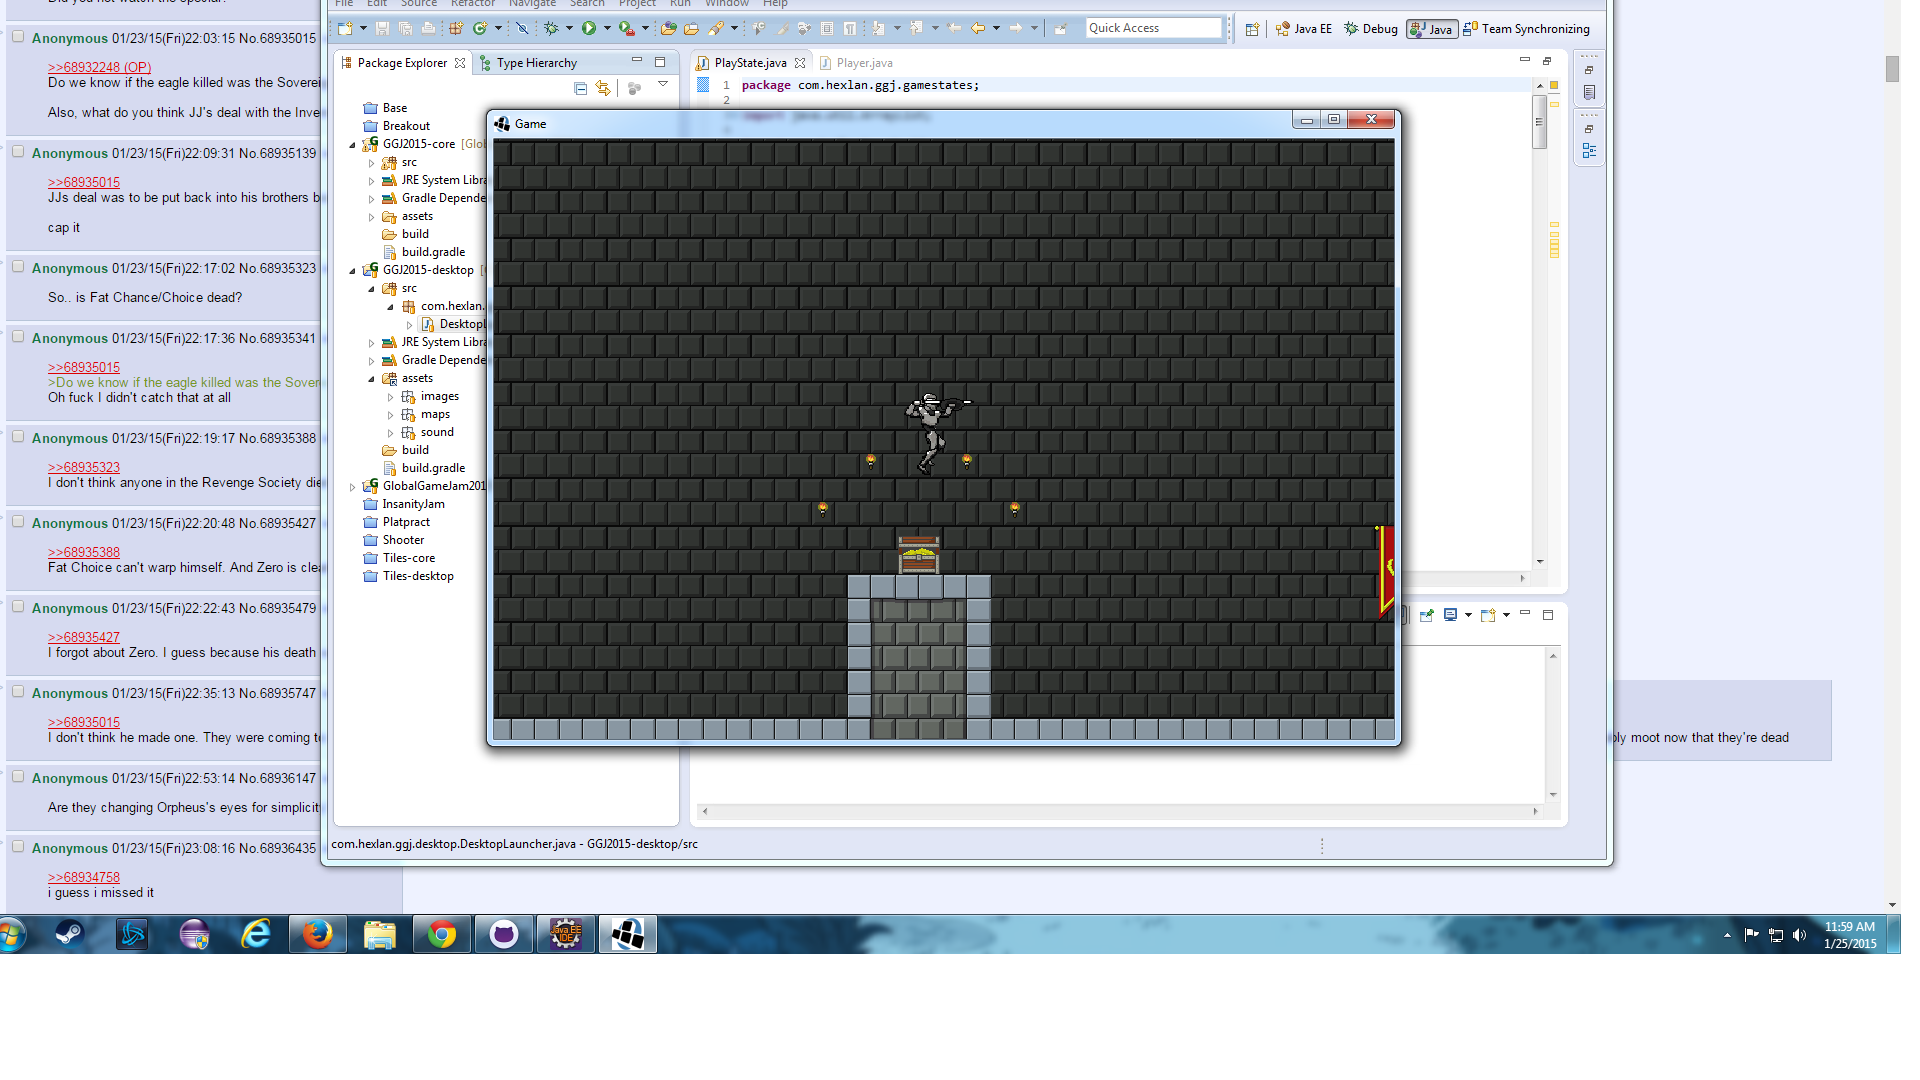 Did you not watch the special?
Anonymous 01/23/15(Fri)22:03:15 No.68935015
>>68932248 (OP)
Do we know if the eagle killed was the
Also, what do you think JJ's deal with the
Anonymous 01/23/15(Fri)22:09:31 No.68935139
>>68935015
JJs deal was to be put back into his brothers
cap it
Anonymous 01/23/15(Fri)22:17:02 No.68935323
So.. is Fat Chance/Choice dead?
Anonymous 01/23/15(Fri)22:17:36 No.68935341
>>68935015
>Do we know if the eagle killed was the
Oh fuck I didn't catch that at all
Anonymous 01/23/15(Fri)22:19:17 No.68935388
>>68935323
I don't think anyone in the Revenge Society
Anonymous 01/23/15(Fri)22:20:48 No.68935427
>>68935388
Fat Choice can't warp himself. And Zero is
Anonymous 01/23/15(Fri)22:22:43 No.68935479
>>68935427
I forgot about Zero. I guess because his death
Anonymous 01/23/15(Fri)22:35:13 No.68935747
>>68935015
I don't think he made one. They were coming
moot now that they're dead
Anonymous 01/23/15(Fri)22:53:14 No.68936147
Are they changing Orpheus's eyes for
Anonymous 01/23/15(Fri)23:08:16 No.68936435
>>68934758
i guess i missed it
File Edit Source Refactor Navigate Search Project Run Window Help
Quick Access
Java EE
Debug
Java
Team Synchronizing
Package Explorer
Type Hierarchy
Base
Breakout
GGJ2015-core
src
JRE System
Gradle
assets
build
build.gradle
GGJ2015-desktop
src
com.hexlan.
JRE System
Gradle
assets
images
maps
sound
build
build.gradle
InsanityJam
Platpract
Shooter
Tiles-core
Tiles-desktop
PlayState.java
Player.java
1 package com.hexlan.ggj.gamestates;
2
Game
com.hexlan.ggj.desktop.DesktopLauncher.java - GGJ2015-desktop/src
Java EE
IDE
11:59 AM
1/25/2015